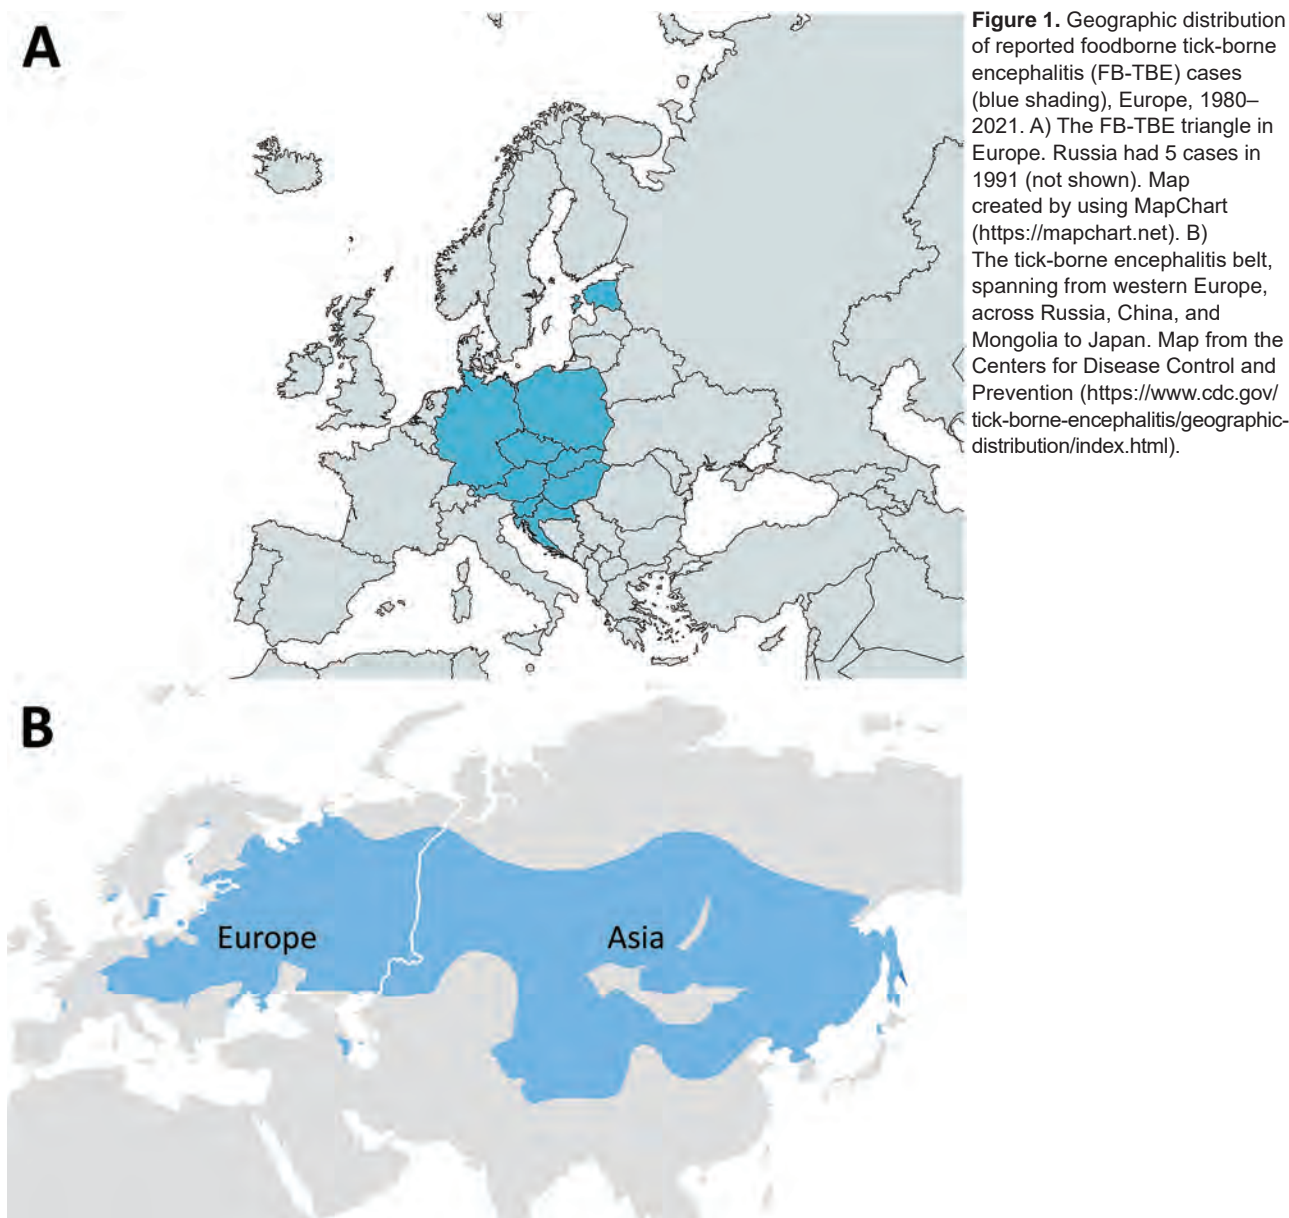 A
Figure 1. Geographic distribution
of reported foodborne tick-borne
encephalitis (FB-TBE) cases
(blue shading), Europe, 1980–
2021. A) The FB-TBE triangle in
Europe. Russia had 5 cases in
1991 (not shown). Map
created by using MapChart
(https://mapchart.net). B)
The tick-borne encephalitis belt,
spanning from western Europe,
across Russia, China, and
Mongolia to Japan. Map from the
Centers for Disease Control and
Prevention (https://www.cdc.gov/
tick-borne-encephalitis/geographic-
distribution/index.html).
B
Europe
Asia